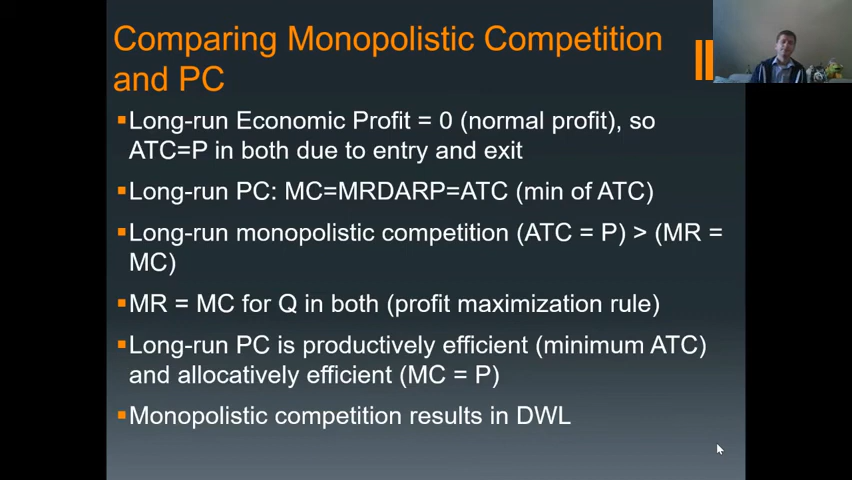 Comparing Monopolistic Competition
and PC
Long-run Economic Profit = 0 (normal profit), so
ATC=P in both due to entry and exit
Long-run PC: MC=MRDARP=ATC (min of ATC)
Long-run monopolistic competition (ATC = P) > (MR =
MC)
MR = MC for Q in both (profit maximization rule)
Long-run PC is productively efficient (minimum ATC)
and allocatively efficient (MC = P)
Monopolistic competition results in DWL